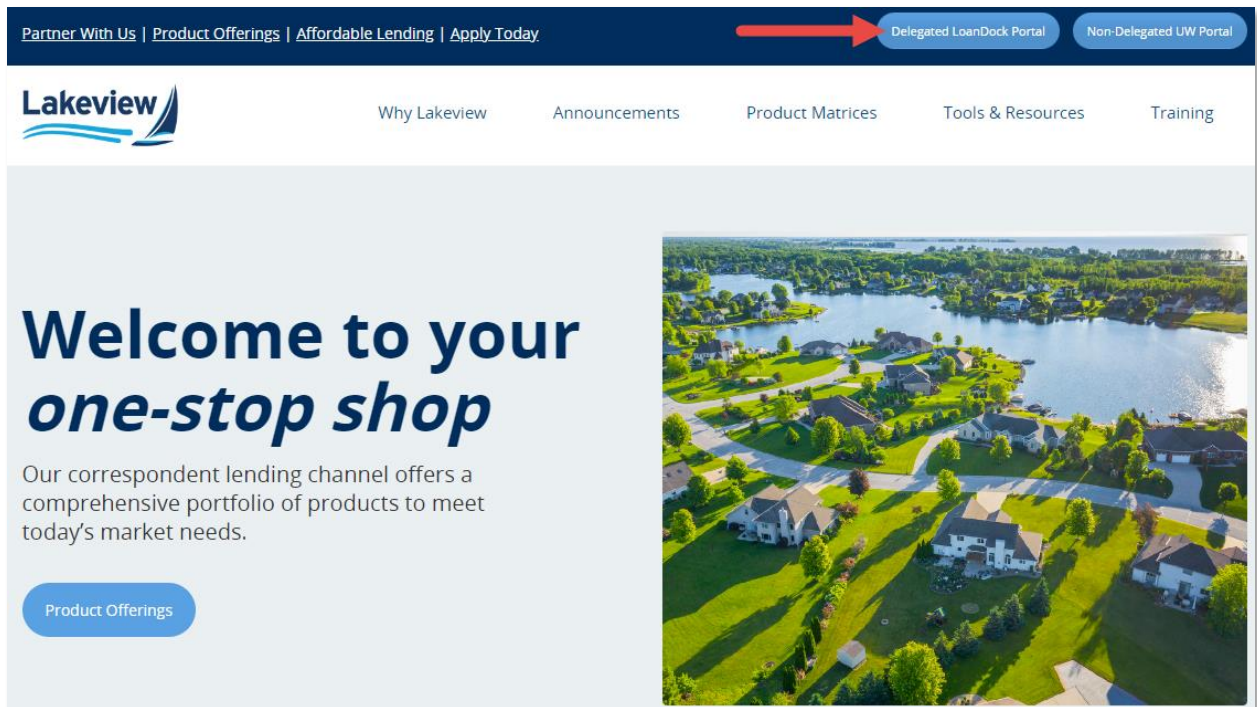 Partner With Us | Product Offerings | Affordable Lending | Apply Today
Delegated LoanDock Portal
Non-Delegated UW Portal
Lakeview
Why Lakeview
Announcements
Product Matrices
Tools & Resources
Training
Welcome to your
one-stop shop
Our correspondent lending channel offers a
comprehensive portfolio of products to meet
today’s market needs.
Product Offerings